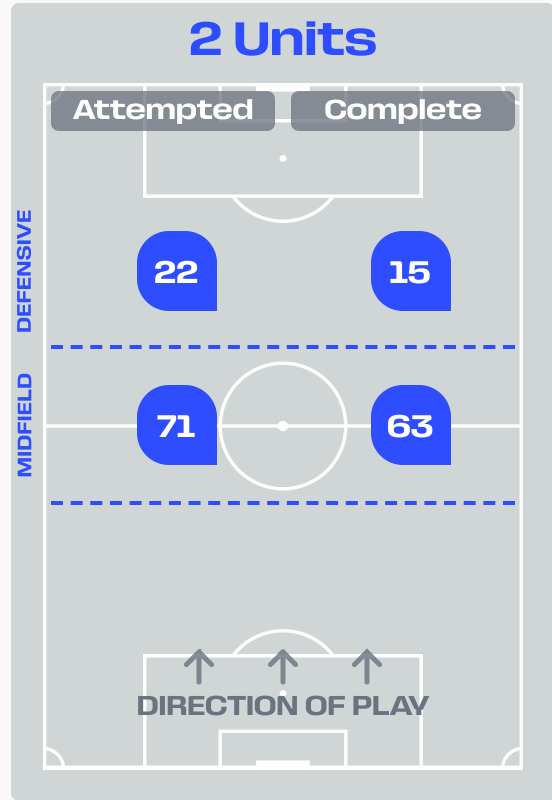 2 Units
Attempted Complete
DEFENSIVE
22 15
MIDFIELD
71 63
DIRECTION OF PLAY